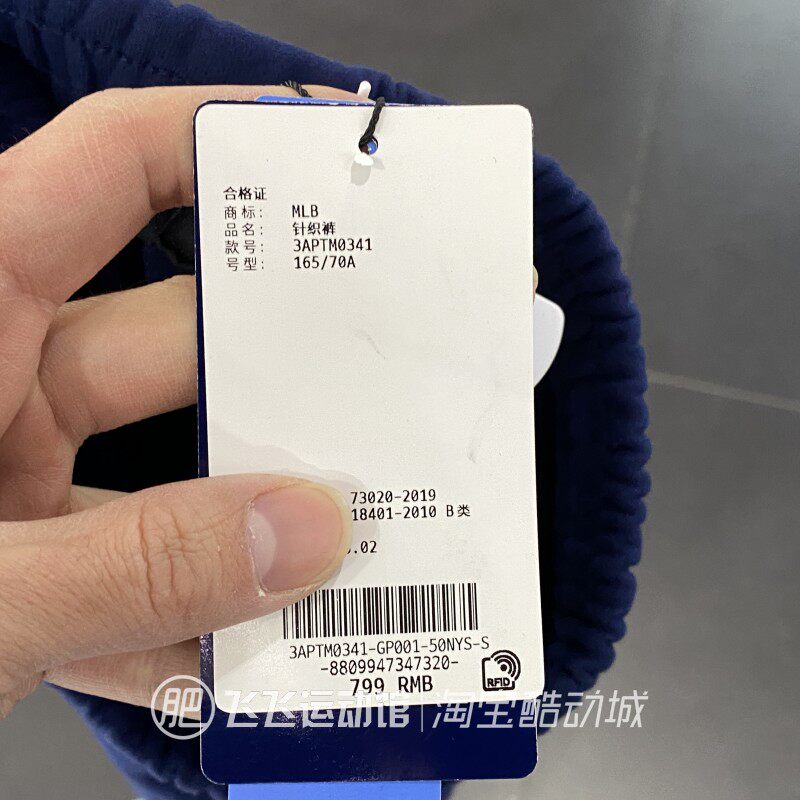 合格证
商标: MLB
品名: 针织裤
款号: 3APTM0341
号型: 165/70A
73020-2019
18401-2010 B类
.02
3APTM0341-GP001-50NYS-S
-8809947347320-
799 RMB
RFID
肥 飞飞运动馆 | 淘宝酷动城